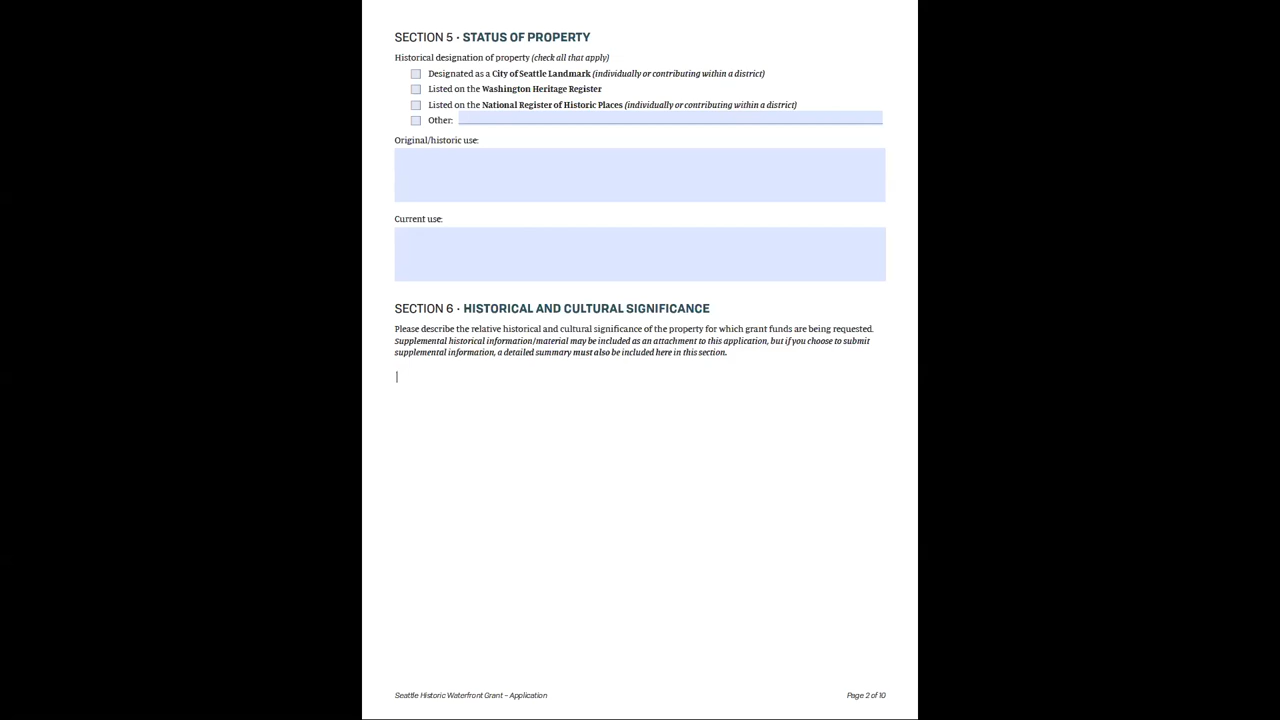 SECTION 5 · STATUS OF PROPERTY
Historical designation of property (check all that apply)
Designated as a City of Seattle Landmark (individually or contributing within a district)
Listed on the Washington Heritage Register
Listed on the National Register of Historic Places (individually or contributing within a district)
Other:
Original/historic use:
Current use:
SECTION 6 · HISTORICAL AND CULTURAL SIGNIFICANCE
Please describe the relative historical and cultural significance of the property for which grant funds are being requested.
Supplemental historical information/material may be included as an attachment to this application, but if you choose to submit
supplemental information, a detailed summary must also be included here in this section.
Seattle Historic Waterfront Grant – Application
Page 2 of 10